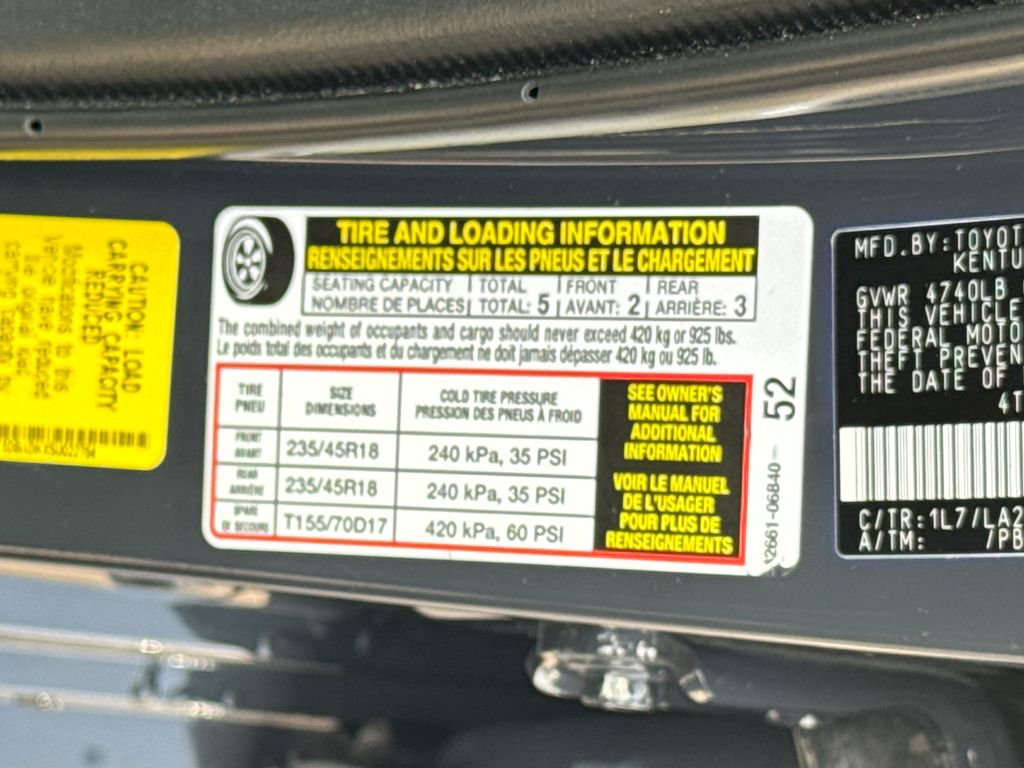 CAUTION: LOAD
CARRYING CAPACITY
REDUCED
Modifications to this
vehicle have reduced
the original
carrying capacity by
TIRE AND LOADING INFORMATION
RENSEIGNEMENTS SUR LES PNEUS ET LE CHARGEMENT
SEATING CAPACITY TOTAL FRONT REAR
NOMBRE DE PLACES TOTAL: 5 AVANT: 2 ARRIÈRE: 3
The combined weight of occupants and cargo should never exceed 420 kg or 925 lbs.
Le poids total des occupants et du chargement ne doit jamais dépasser 420 kg ou 925 lb.
TIRE SIZE COLD TIRE PRESSURE
PNEU DIMENSIONS PRESSION DES PNEUS À FROID
FRONT
AVANT 235/45R18 240 kPa, 35 PSI
REAR
ARRIÈRE 235/45R18 240 kPa, 35 PSI
SPARE
DE SECOURS T155/70D17 420 kPa, 60 PSI
SEE OWNER'S
MANUAL FOR
ADDITIONAL
INFORMATION
VOIR LE MANUEL
DE L'USAGER
POUR PLUS DE
RENSEIGNEMENTS
52
Y2661-06840
MFD.BY:TOYOT
KENTU
GVWR 4740LB
THIS VEHICLE
FEDERAL MOTO
THEFT PREVEN
THE DATE OF
4T
C/TR:1L7/LA2
A/TM: /PB